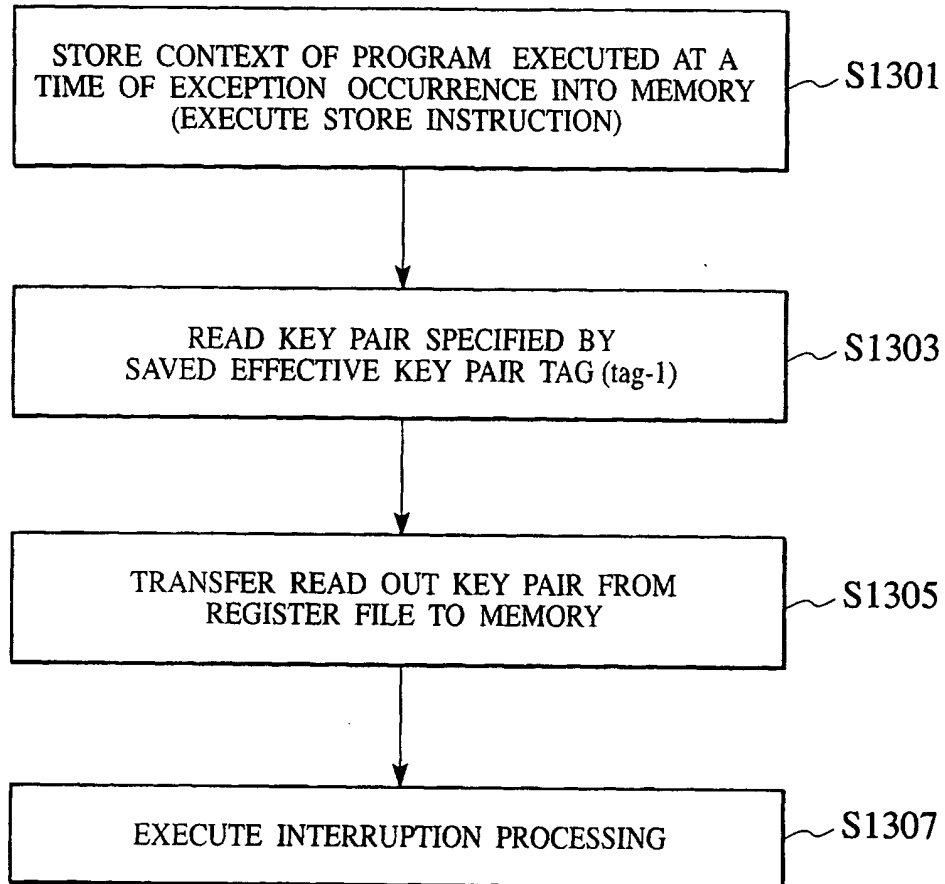 STORE CONTEXT OF PROGRAM EXECUTED AT A
TIME OF EXCEPTION OCCURRENCE INTO MEMORY
(EXECUTE STORE INSTRUCTION)
S1301
READ KEY PAIR SPECIFIED BY
SAVED EFFECTIVE KEY PAIR TAG (tag-1)
S1303
TRANSFER READ OUT KEY PAIR FROM
REGISTER FILE TO MEMORY
S1305
EXECUTE INTERRUPTION PROCESSING
S1307